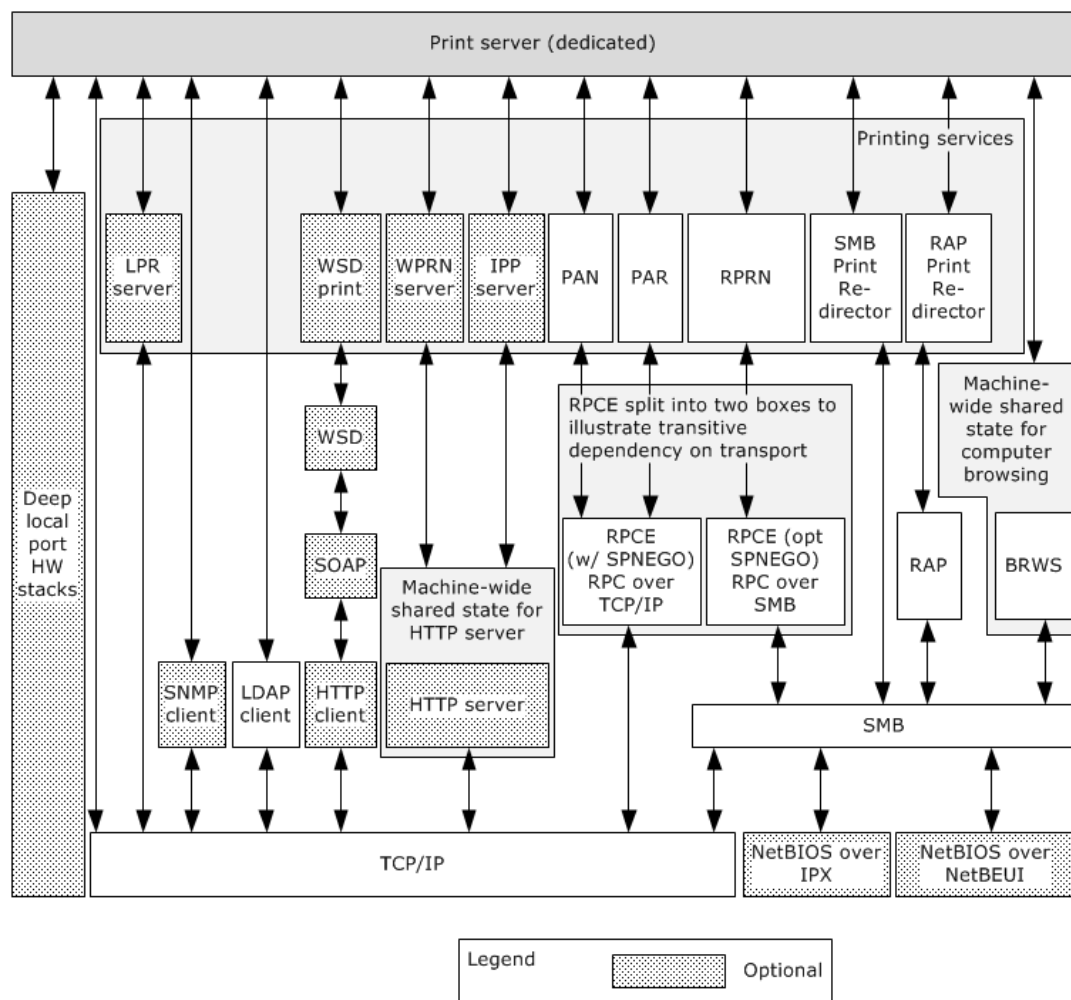 Print server (dedicated)
Printing services
LPR
server
WSD
print
WPRN
server
IPP
server
PAN
PAR
RPRN
SMB
Print
Re-
director
RAP
Print
Re-
director
Machine-
wide shared
state for
computer
browsing
RPCE split into two boxes to
illustrate transitive
dependency on transport
WSD
Deep
local
port
HW
stacks
SOAP
RPCE
(w/ SPNEGO)
RPC over
TCP/IP
RPCE (opt
SPNEGO)
RPC over
SMB
RAP
BRWS
Machine-wide
shared state for
HTTP server
SNMP
client
LDAP
client
HTTP
client
HTTP server
SMB
TCP/IP
NetBIOS over
IPX
NetBIOS over
NetBEUI
Legend
Optional